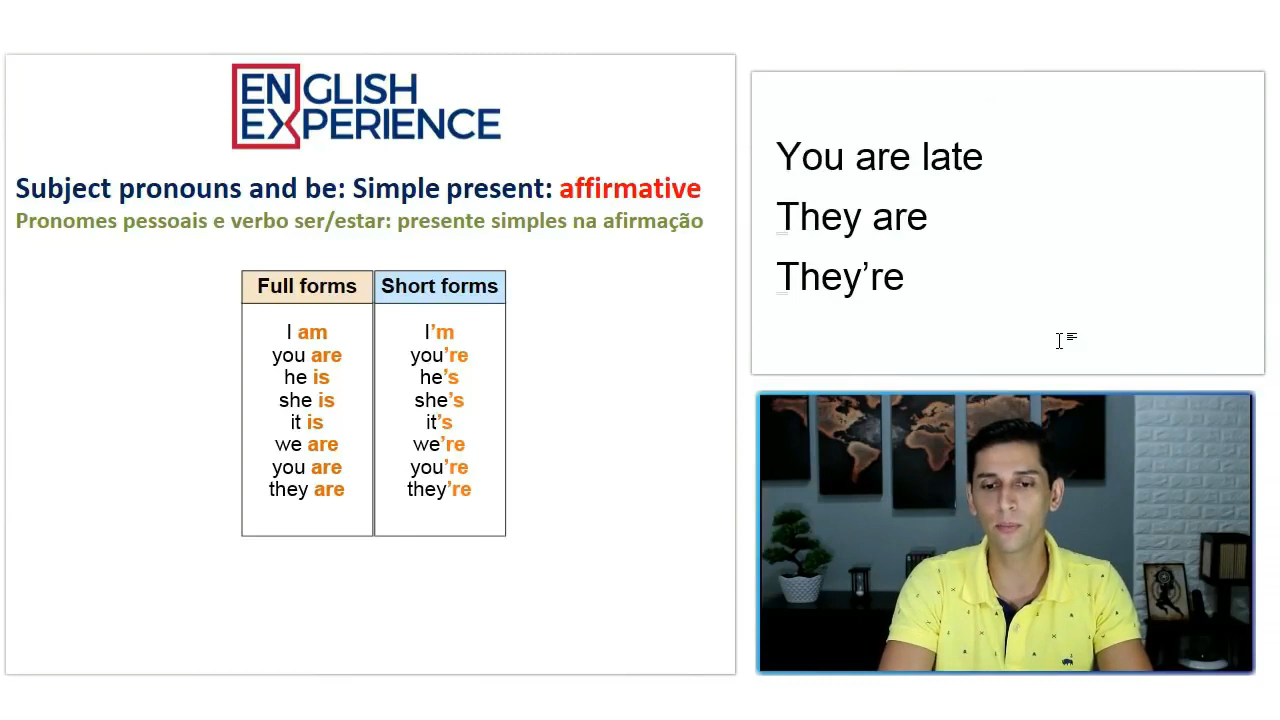 ENGLISH
EXPERIENCE
Subject pronouns and be: Simple present: affirmative
Pronomes pessoais e verbo ser/estar: presente simples na afirmação
Full forms
I am
you are
he is
she is
it is
we are
you are
they are
Short forms
I’m
you’re
he’s
she’s
it’s
we’re
you’re
they’re
You are late
They are
They’re